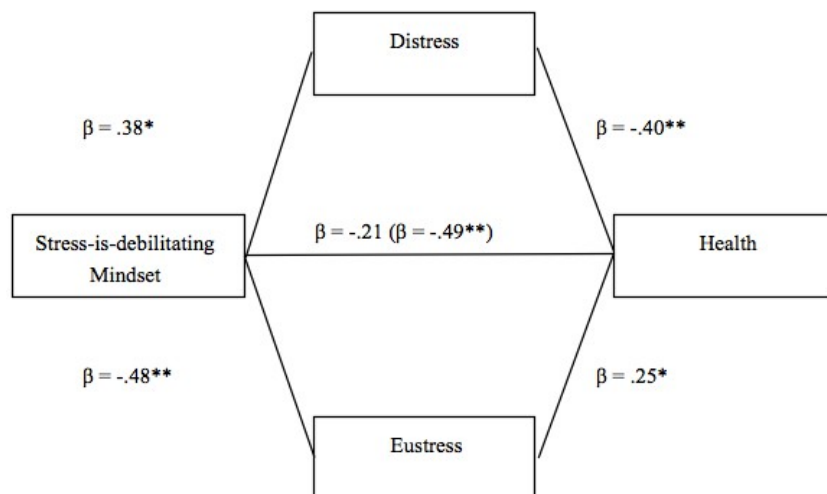 Distress
β = .38*
β = -.40**
β = -.21 (β = -.49**)
Stress-is-debilitating
Mindset
Health
β = -.48**
β = .25*
Eustress